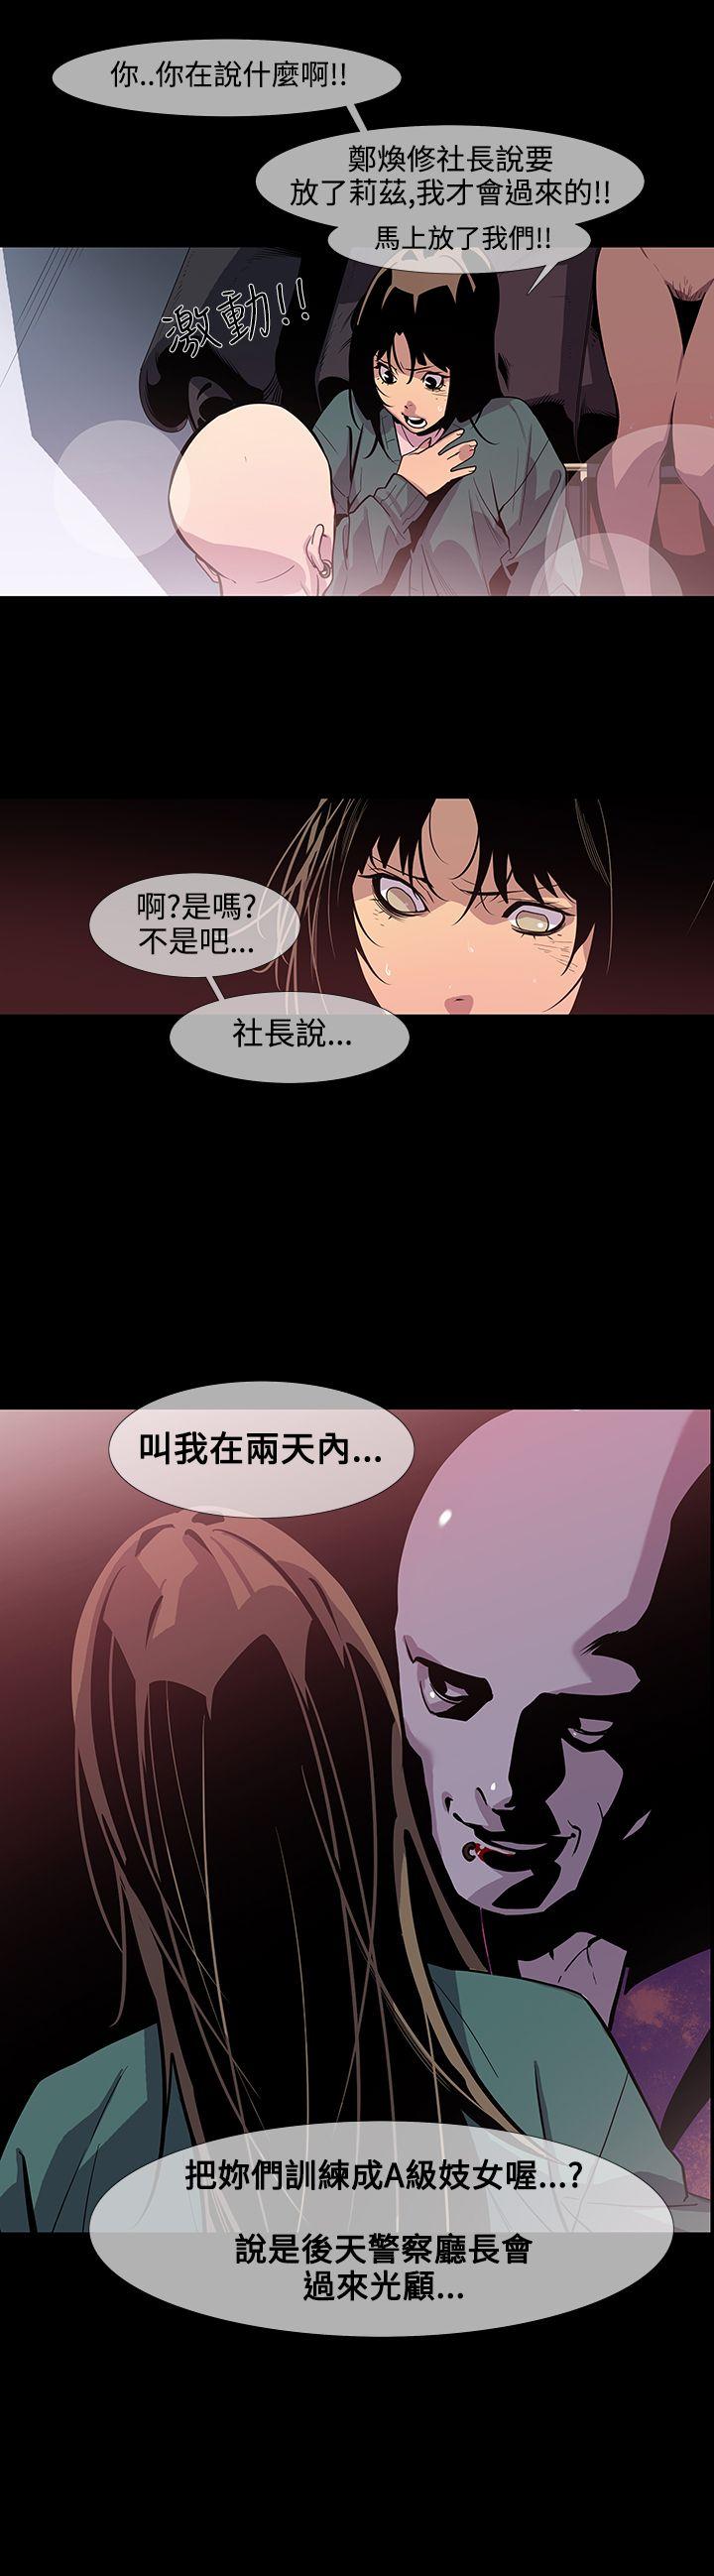 你..你在說什麼啊!!
鄭煥修社長說要
放了莉茲,我才會過來的!!
馬上放了我們!!
激動!!
啊?是嗎?
不是吧...
社長說...
叫我在兩天內...
把妳們訓練成A級妓女喔...?
說是後天警察廳長會
過來光顧...